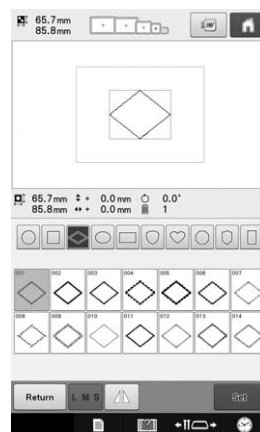 65.7mm
85.8mm
65.7mm + 0.0mm 0.0°
85.8mm + 0.0mm 1
001 002 003 004 005 006 007
008 009 010 011 012 013 014
Return L M S Set